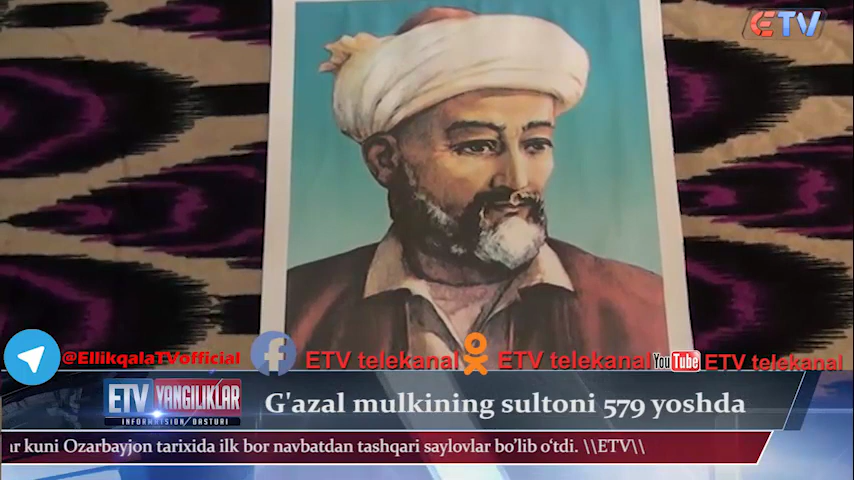 ETV
@EllikqalaTVofficial
ETV telekanal
ETV telekanal
YouTube
ETV telekanal
ETV YANGILIKLAR
INFORMATSION DASTURI
G'azal mulkining sultoni 579 yoshda
kuni Ozarbayjon tarixida ilk bor navbatdan tashqari saylovlar bo'lib o'tdi. \\ETV\\